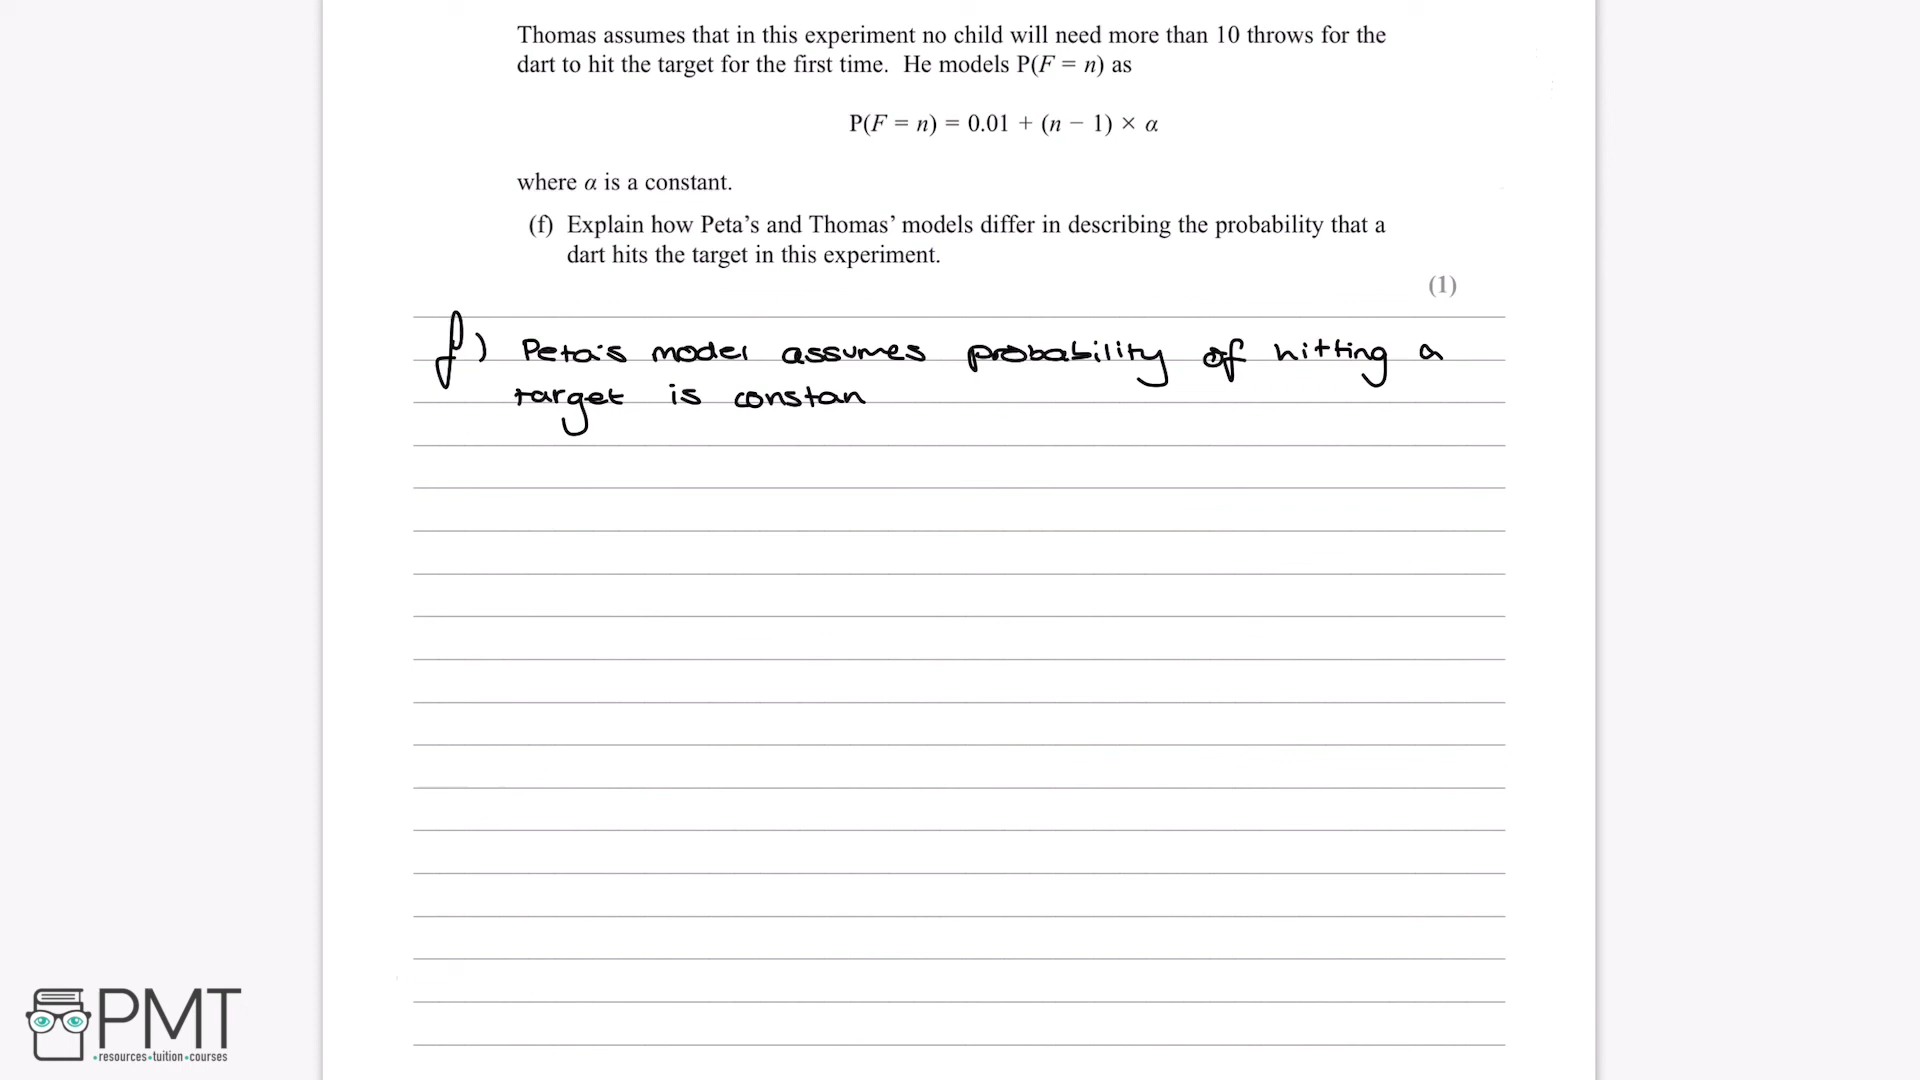 Thomas assumes that in this experiment no child will need more than 10 throws for the
dart to hit the target for the first time. He models P(F = n) as
P(F = n) = 0.01 + (n − 1) × α
where α is a constant.
(f) Explain how Peta's and Thomas' models differ in describing the probability that a
dart hits the target in this experiment.
(1)
f) Peta's model assumes probability of hitting a
target is constan
PMT
•resources•tuition•courses